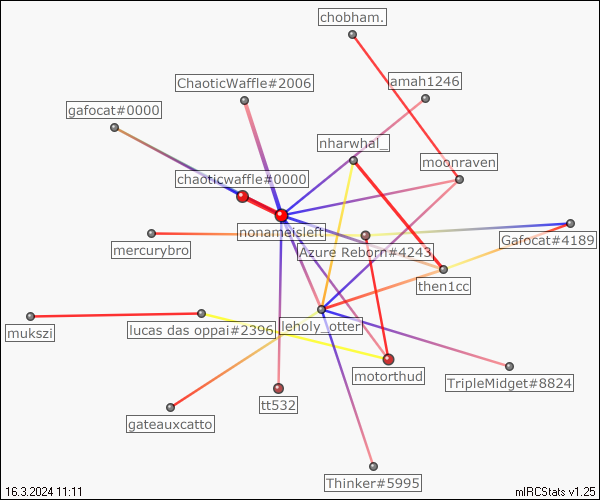 chobham.
ChaoticWaffle#2006
amah1246
gafocat#0000
nharwhal_
moonraven
chaoticwaffle#0000
nonameisleft
Gafocat#4189
mercurybro
Azure Reborn#4243
then1cc
mukszi
lucas das oppai#2396
leholy_otter
motorthud
TripleMidget#8824
tt532
gateauxcatto
Thinker#5995
16.3.2024 11:11
mIRCStats v1.25